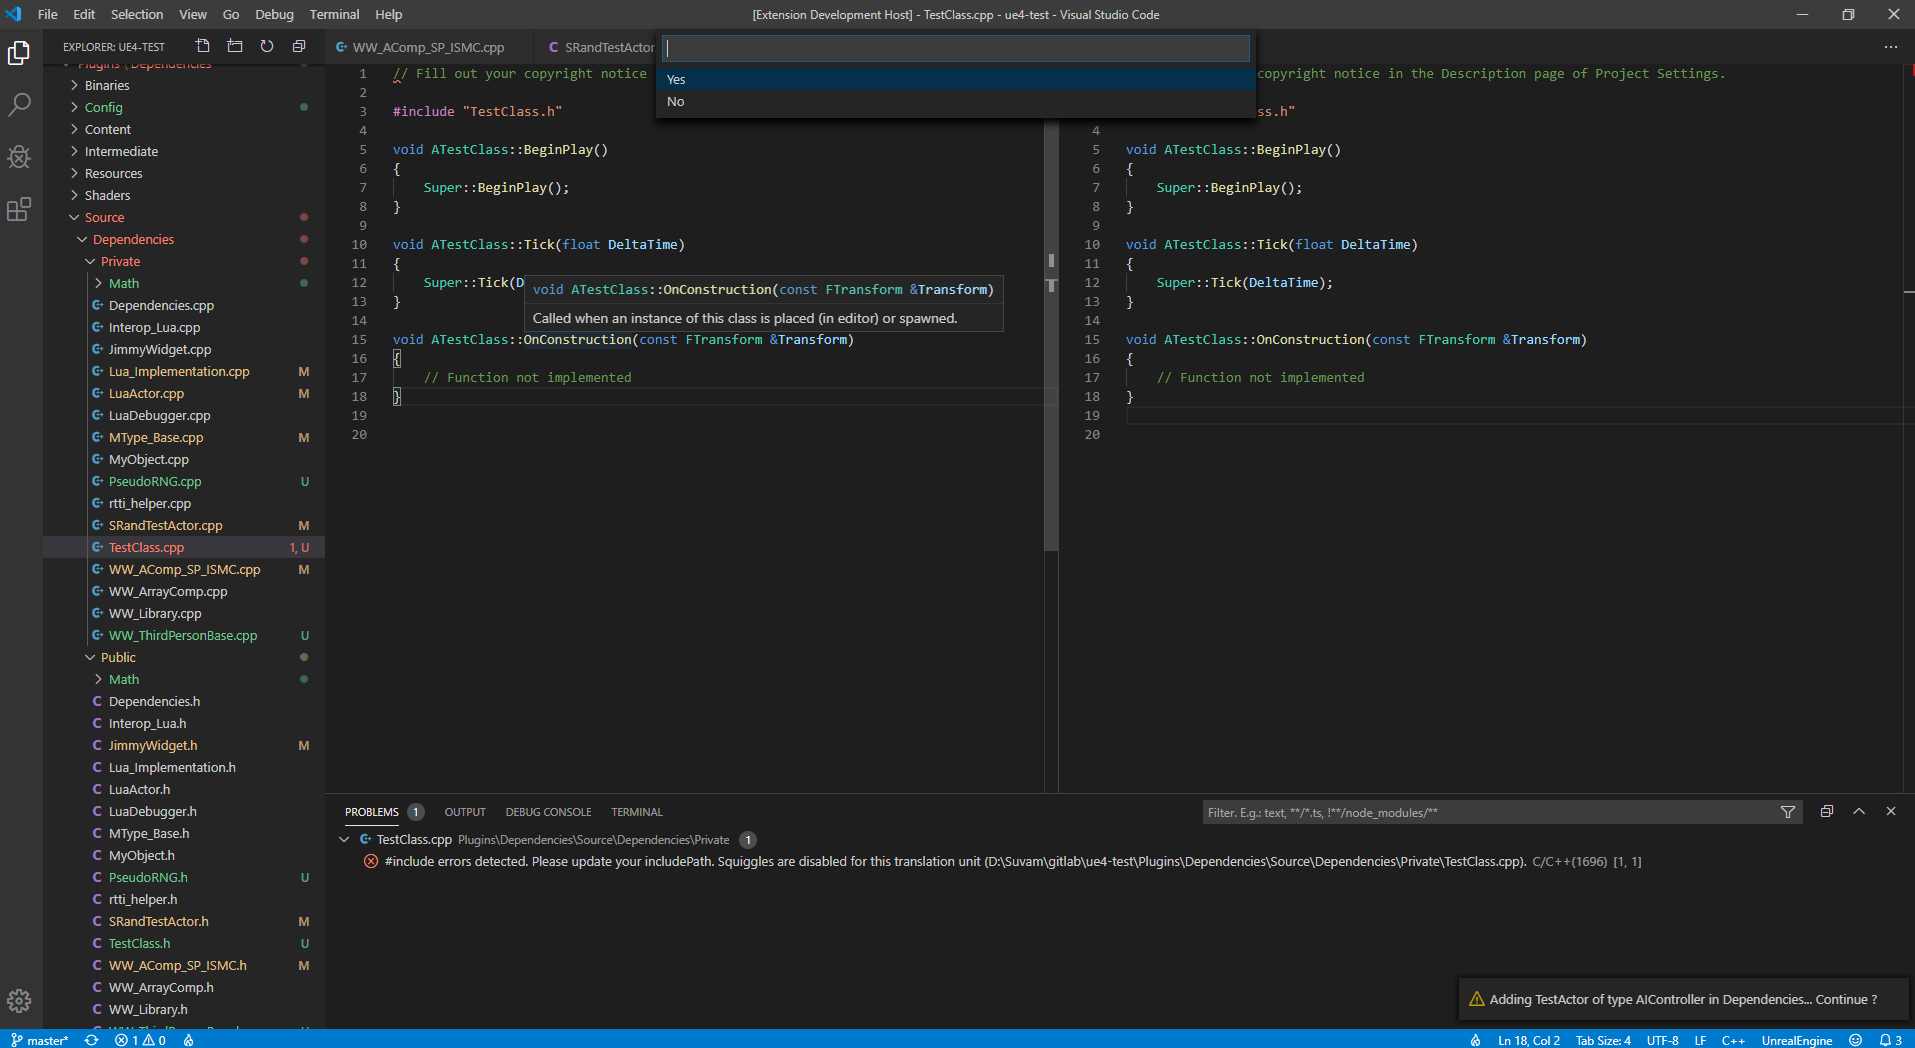 File Edit Selection View Go Debug Terminal Help
[Extension Development Host] - TestClass.cpp - ue4-test - Visual Studio Code
EXPLORER: UE4-TEST
Plugins \ Dependencies
Binaries
Config
Content
Intermediate
Resources
Shaders
Source
Dependencies
Private
Math
Dependencies.cpp
Interop_Lua.cpp
JimmyWidget.cpp
Lua_Implementation.cpp M
LuaActor.cpp M
LuaDebugger.cpp
MType_Base.cpp M
MyObject.cpp
PseudoRNG.cpp U
rtti_helper.cpp
SRandTestActor.cpp M
TestClass.cpp 1, U
WW_AComp_SP_ISMC.cpp M
WW_ArrayComp.cpp
WW_Library.cpp
WW_ThirdPersonBase.cpp U
Public
Math
Dependencies.h
Interop_Lua.h
JimmyWidget.h M
Lua_Implementation.h
LuaActor.h
LuaDebugger.h
MType_Base.h
MyObject.h
PseudoRNG.h U
rtti_helper.h
SRandTestActor.h M
TestClass.h U
WW_AComp_SP_ISMC.h M
WW_ArrayComp.h
WW_Library.h
WW_AComp_SP_ISMC.cpp
SRandTestActor
Yes
No
1 // Fill out your copyright notice
2
3 #include "TestClass.h"
4
5 void ATestClass::BeginPlay()
6 {
7 Super::BeginPlay();
8 }
9
10 void ATestClass::Tick(float DeltaTime)
11 {
12 Super::Tick(D
13 }
14
15 void ATestClass::OnConstruction(const FTransform &Transform)
16 {
17 // Function not implemented
18 }
19
20
void ATestClass::OnConstruction(const FTransform &Transform)
Called when an instance of this class is placed (in editor) or spawned.
copyright notice in the Description page of Project Settings.
ss.h"
4
5 void ATestClass::BeginPlay()
6 {
7 Super::BeginPlay();
8 }
9
10 void ATestClass::Tick(float DeltaTime)
11 {
12 Super::Tick(DeltaTime);
13 }
14
15 void ATestClass::OnConstruction(const FTransform &Transform)
16 {
17 // Function not implemented
18 }
19
20
PROBLEMS 1 OUTPUT DEBUG CONSOLE TERMINAL
Filter. E.g.: text, **/*.ts, !**/node_modules/**
TestClass.cpp Plugins\Dependencies\Source\Dependencies\Private 1
#include errors detected. Please update your includePath. Squiggles are disabled for this translation unit (D:\Suvam\gitlab\ue4-test\Plugins\Dependencies\Source\Dependencies\Private\TestClass.cpp). C/C++(1696) [1, 1]
Adding TestActor of type AIController in Dependencies... Continue ?
master* 1 0
Ln 18, Col 2 Tab Size: 4 UTF-8 LF C++ UnrealEngine 3